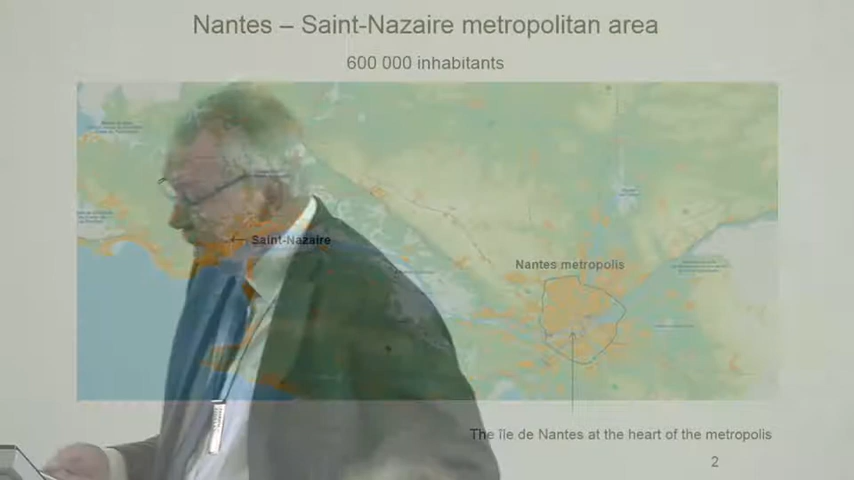 Nantes – Saint-Nazaire metropolitan area
600 000 inhabitants
← Saint-Nazaire
Nantes metropolis
The île de Nantes at the heart of the metropolis
2